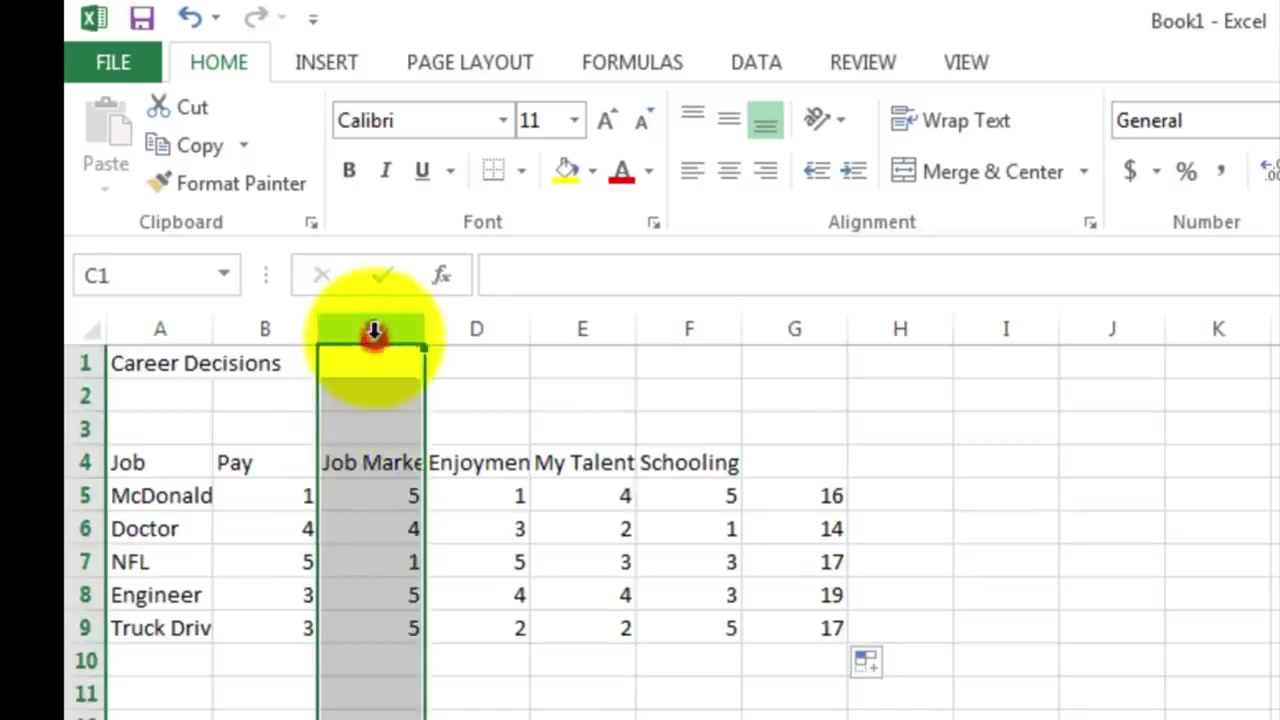 Book1 - Excel
FILE HOME INSERT PAGE LAYOUT FORMULAS DATA REVIEW VIEW
Cut
Calibri 11 Wrap Text General
Copy
Paste B I U Merge & Center $ % ,
Format Painter
Clipboard Font Alignment Number
C1 fx
A B D E F G H I J K
1 Career Decisions
2
3
4 Job Pay Job Marke Enjoymen My Talent Schooling
5 McDonald 1 5 1 4 5 16
6 Doctor 4 4 3 2 1 14
7 NFL 5 1 5 3 3 17
8 Engineer 3 5 4 4 3 19
9 Truck Driv 3 5 2 2 5 17
10
11